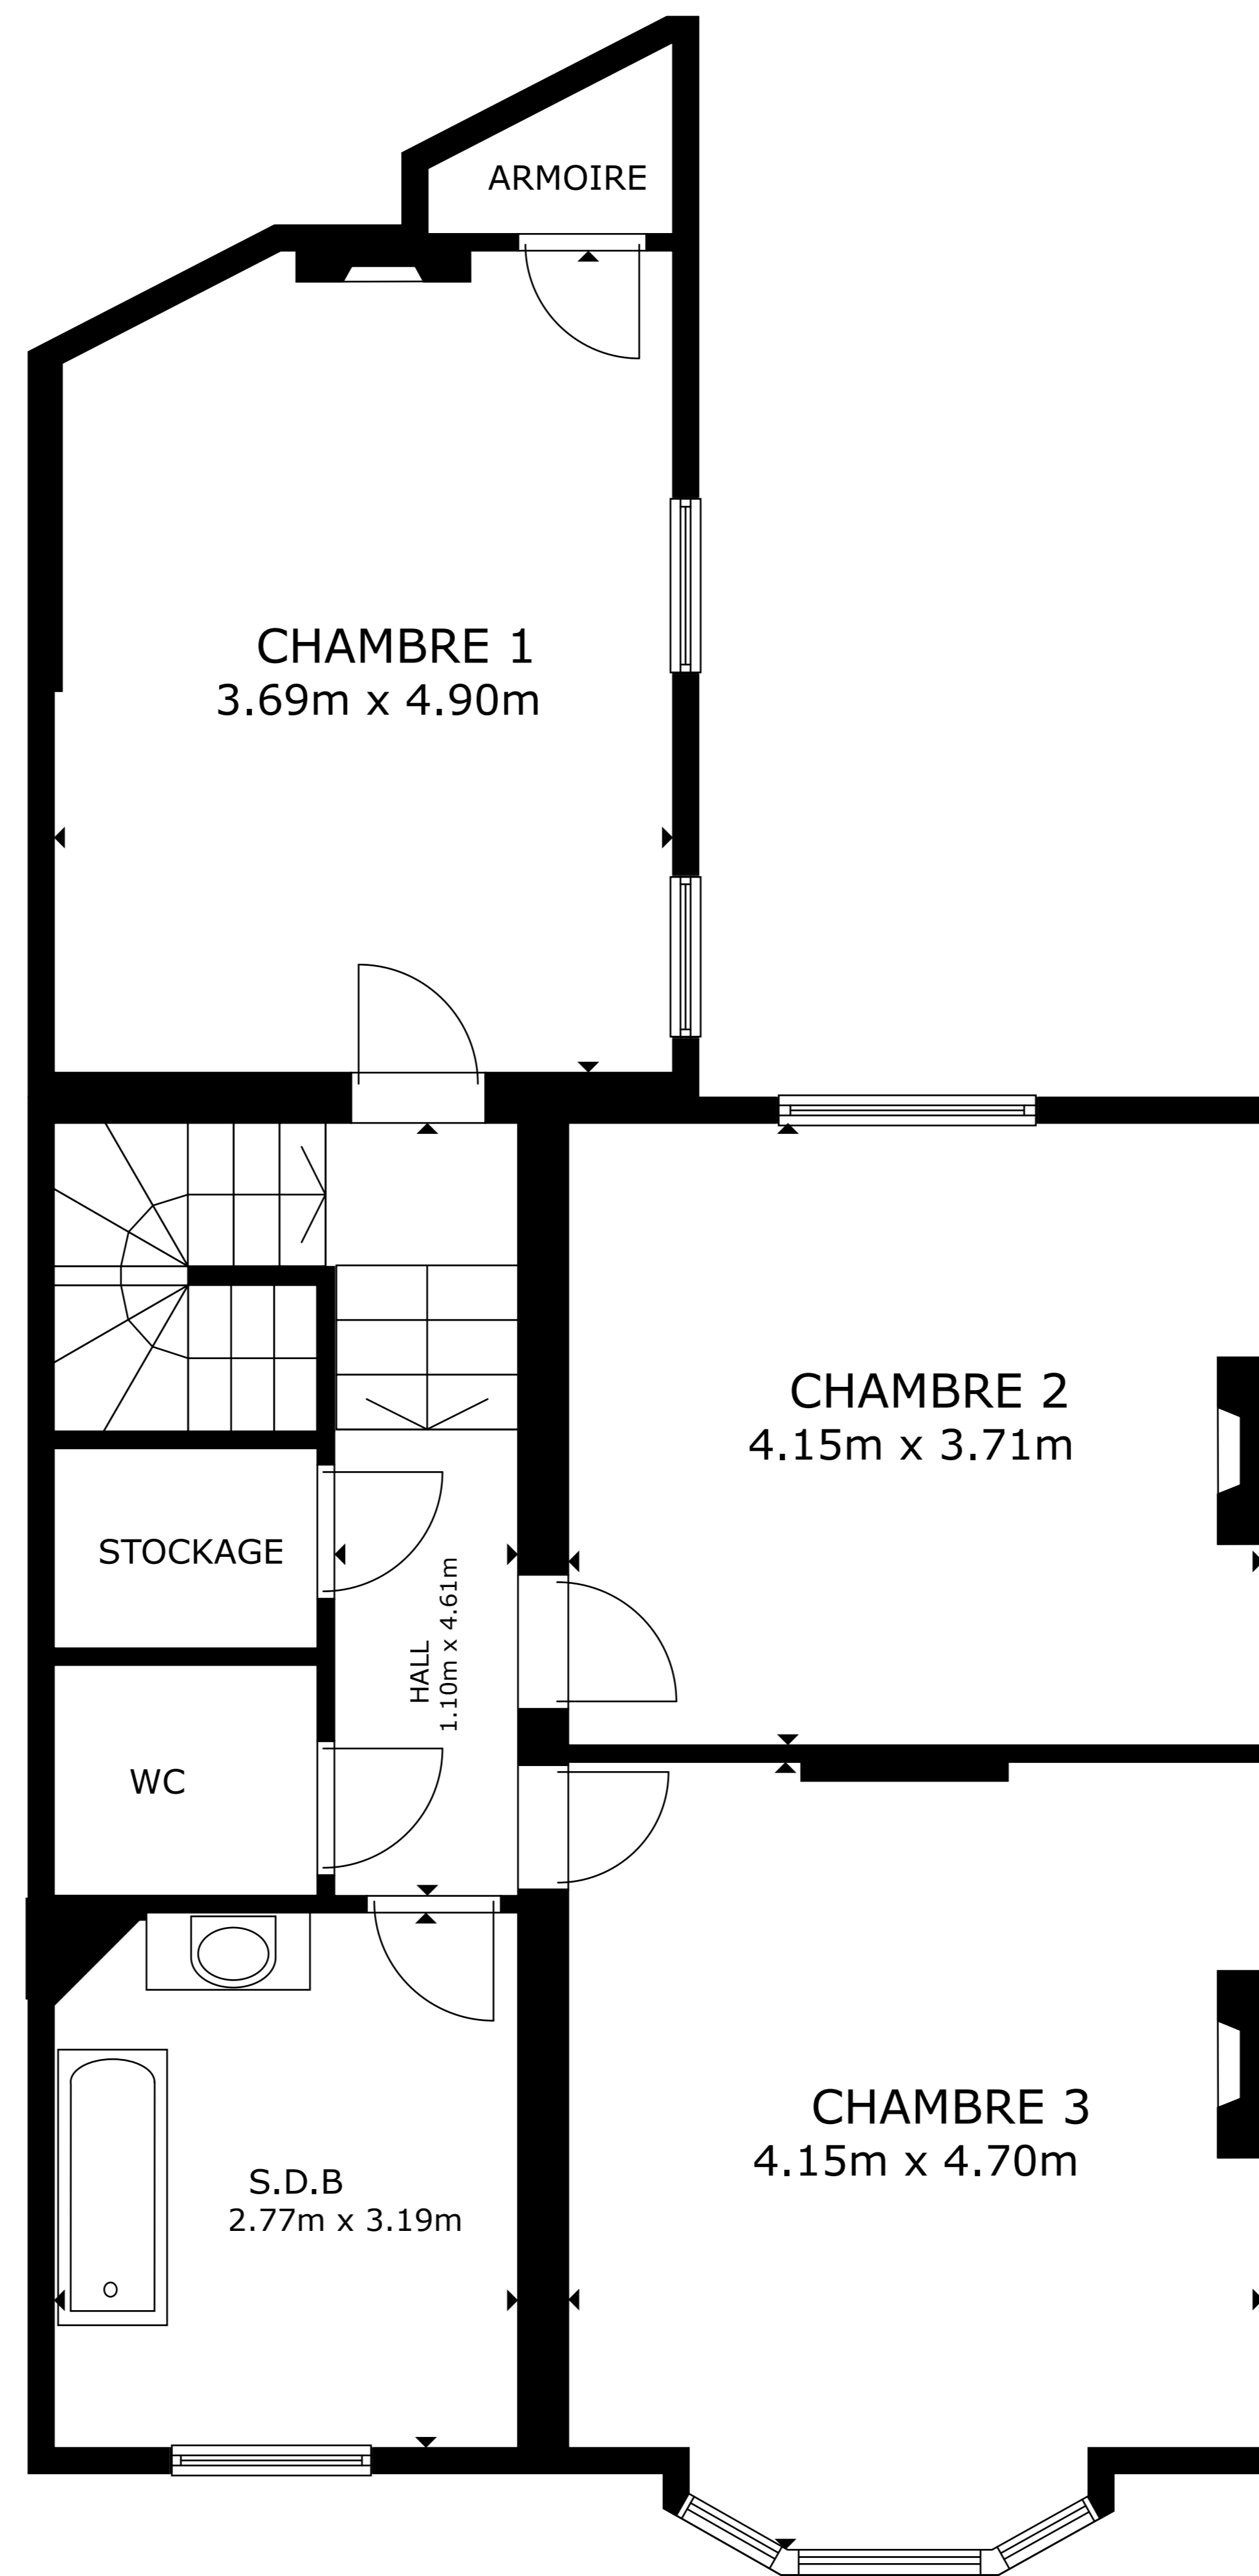 ARMOIRE
CHAMBRE 1
3.69m x 4.90m
CHAMBRE 2
4.15m x 3.71m
STOCKAGE
HALL
1.10m x 4.61m
WC
CHAMBRE 3
4.15m x 4.70m
S.D.B
2.77m x 3.19m